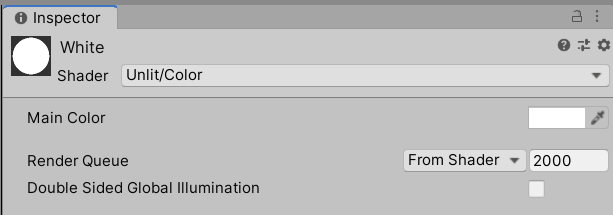 Inspector
White
Shader Unlit/Color
Main Color
Render Queue From Shader 2000
Double Sided Global Illumination